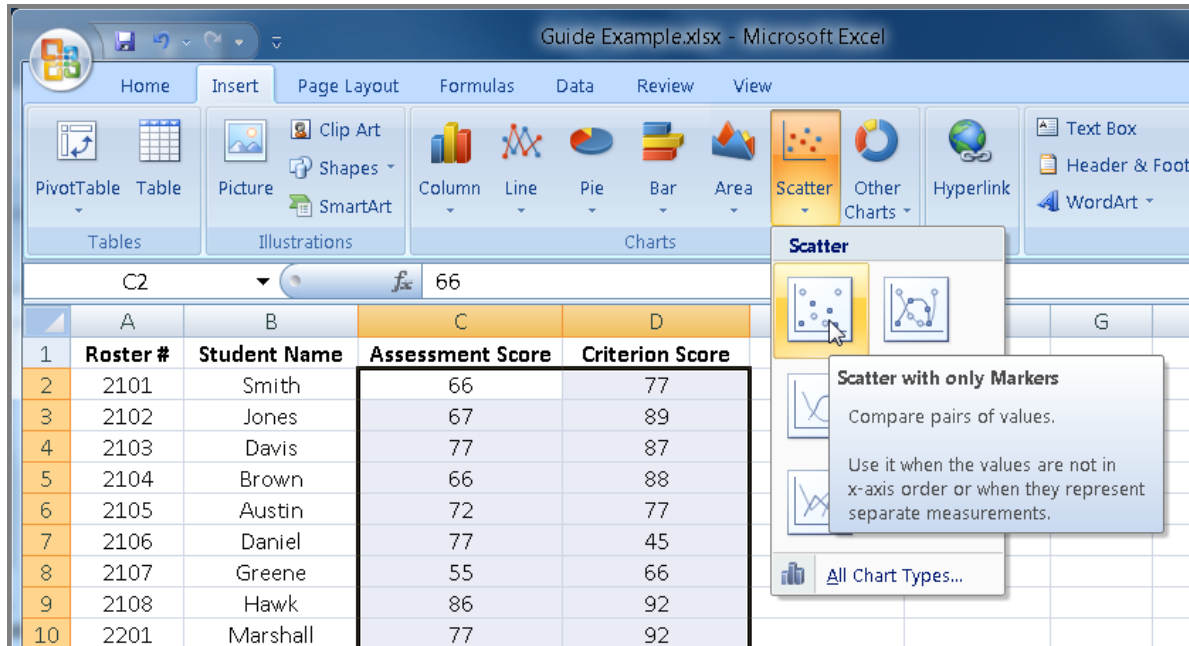 Guide Example.xlsx - Microsoft Excel
Home Insert Page Layout Formulas Data Review View
PivotTable Table
Tables
Picture
Clip Art
Shapes
SmartArt
Illustrations
Column Line Pie Bar Area Scatter Other Charts
Charts
Hyperlink
Text Box
Header & Foot
WordArt
C2 fx 66
Scatter
A B C D G
1 Roster # Student Name Assessment Score Criterion Score
2 2101 Smith 66 77
3 2102 Jones 67 89
4 2103 Davis 77 87
5 2104 Brown 66 88
6 2105 Austin 72 77
7 2106 Daniel 77 45
8 2107 Greene 55 66
9 2108 Hawk 86 92
10 2201 Marshall 77 92
Scatter with only Markers
Compare pairs of values.
Use it when the values are not in
x-axis order or when they represent
separate measurements.
All Chart Types...